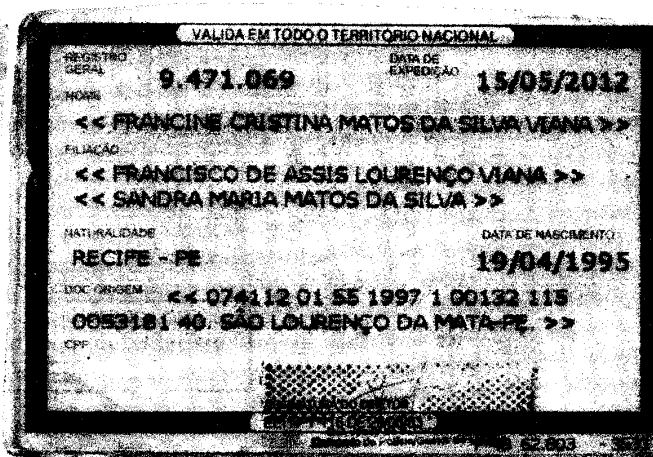 VALIDA EM TODO O TERRITÓRIO NACIONAL
REGISTRO GERAL 9.471.069 DATA DE EXPEDIÇÃO 15/05/2012
NOME
<< FRANCINE CRISTINA MATOS DA SILVA VIANA >>
FILIAÇÃO
<< FRANCISCO DE ASSIS LOURENÇO VIANA >>
<< SANDRA MARIA MATOS DA SILVA >>
NATURALIDADE DATA DE NASCIMENTO
RECIFE - PE 19/04/1995
DOC ORIGEM << 074112 01 55 1997 1 00132 115
0053181 40. SÃO LOURENÇO DA MATA-PE. >>
CPF